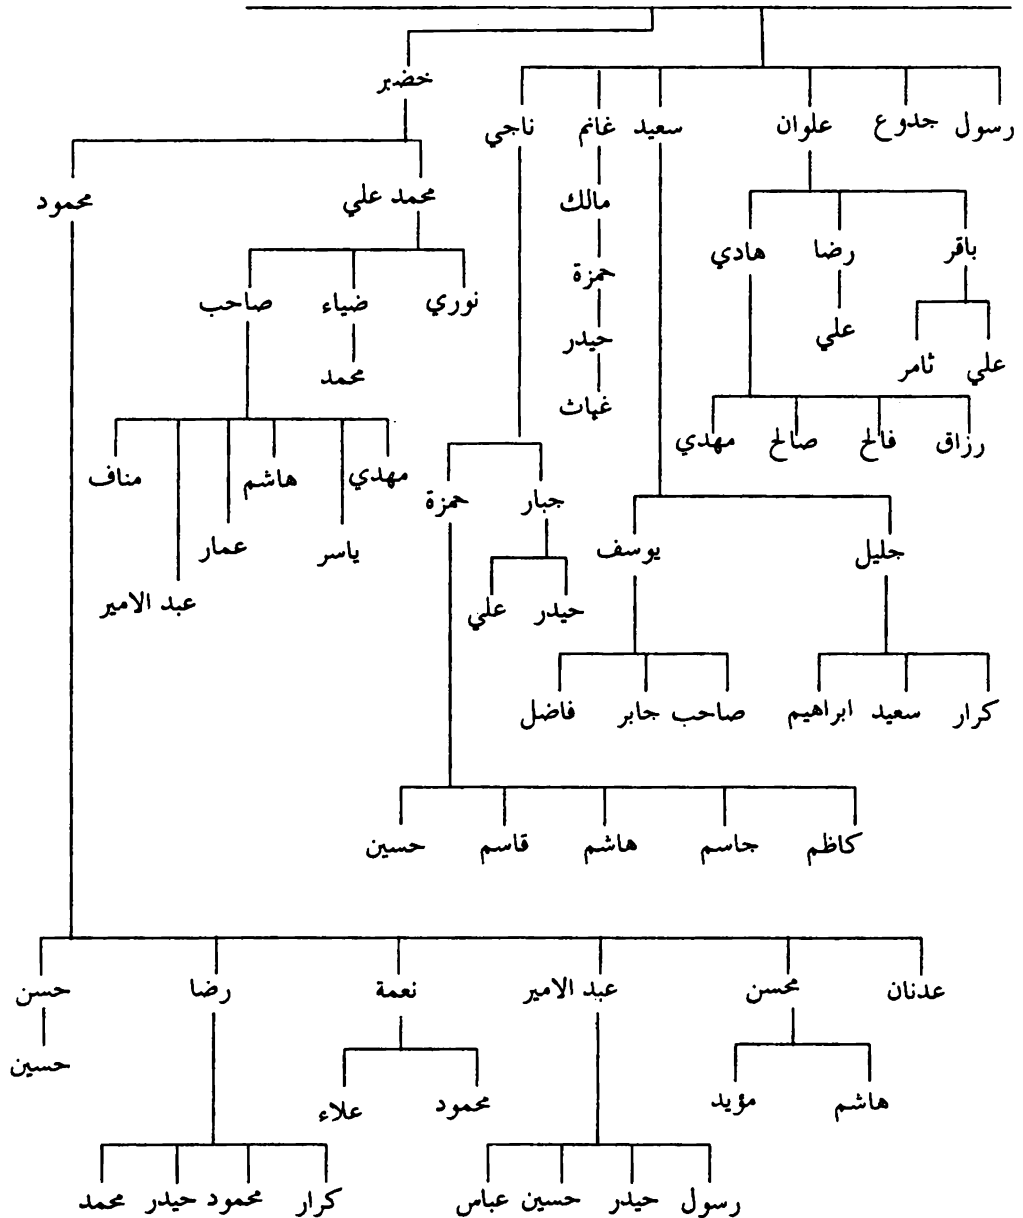 خضير
رسول جدوع علوان سعيد غانم ناجي
محمد علي محمود
مالك
باقر رضا هادي
حمزة
نوري ضياء صاحب
علي
حيدر
علي ثامر
محمد
غياث
رزاق فالح صالح مهدي
مهدي هاشم مناف
جبار حمزة
ياسر عمار
جليل يوسف
عبد الامير
حيدر علي
كرار سعيد ابراهيم صاحب جابر فاضل
كاظم جاسم هاشم قاسم حسين
عدنان محسن عبد الامير نعمة رضا حسن
حسين
هاشم مؤيد محمود علاء
رسول حيدر حسين عباس كرار محمود حيدر محمد